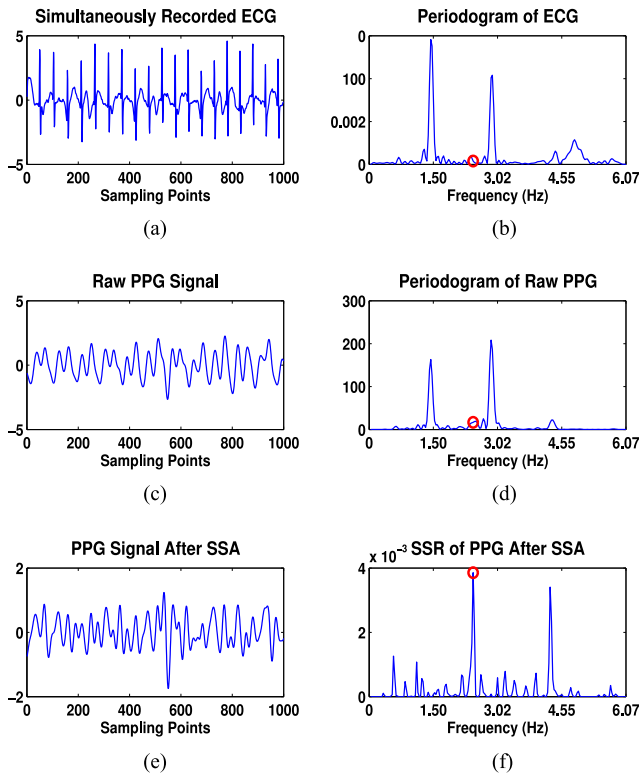 Simultaneously Recorded ECG
5
0
−5
0 200 400 600 800 1000
Sampling Points
(a)
Periodogram of ECG
0
100
0.002
0
0 1.50 3.02 4.55 6.07
Frequency (Hz)
(b)
Raw PPG Signal
5
0
−5
0 200 400 600 800 1000
Sampling Points
(c)
Periodogram of Raw PPG
300
200
100
0
0 1.50 3.02 4.55 6.07
Frequency (Hz)
(d)
PPG Signal After SSA
2
0
−2
0 200 400 600 800 1000
Sampling Points
(e)
x 10⁻³ SSR of PPG After SSA
4
2
0
0 1.50 3.02 4.55 6.07
Frequency (Hz)
(f)